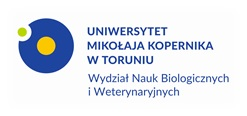 UNIWERSYTET
MIKOŁAJA KOPERNIKA
W TORUNIU
Wydział Nauk Biologicznych
i Weterynaryjnych